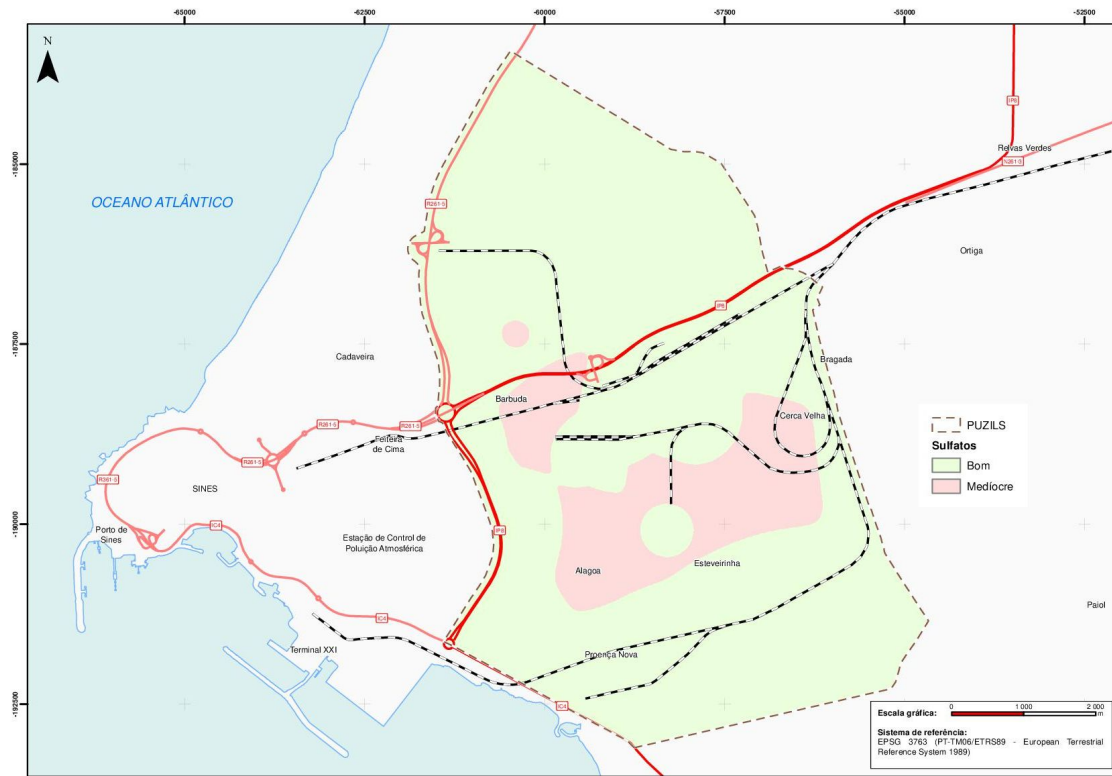 -65000
-62500
-60000
-57500
-55000
-52500
N
IP8
Relvas Verdes
-185000
OCEANO ATLÂNTICO
R261-5
Ortiga
IP8
-187500
Cadaveira
Bragada
Barbuda
Cerca Velha
R261-5
R261-5
Feiteira
de Cima
R261-5
R261-5
SINES
IC4
IP8
-190000
Porto de
Sines
Estação de Control de
Poluição Atmosférica
Esteveirinha
Alagoa
Paiol
IC4
Terminal XXI
Proença Nova
IC4
-192500
PUZILS
Sulfatos
Bom
Medíocre
Escala gráfica:
0
1 000
2 000
m
Sistema de referência:
EPSG 3763 (PT-TM06/ETRS89 - European Terrestrial
Reference System 1989)